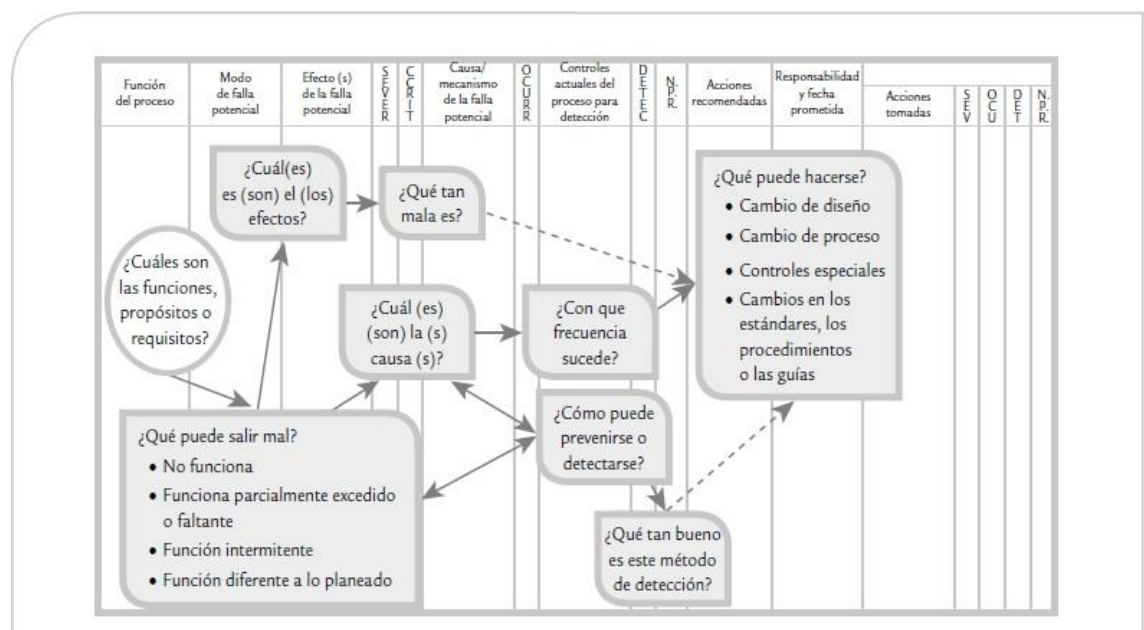 Función
del proceso
Modo
de falla
potencial
Efecto (s)
de la falla
potencial
SEVER
CCRIT
Causa/
mecanismo
de la falla
potencial
OCURR
Controles
actuales del
proceso para
detección
DETEC
N.P.R.
Acciones
recomendadas
Responsabilidad
y fecha
prometida
Acciones
tomadas
SEV
OCU
DET
N.P.R.
¿Cuál(es)
es (son) el (los)
efectos?
¿Qué tan
mala es?
¿Qué puede hacerse?
• Cambio de diseño
• Cambio de proceso
• Controles especiales
• Cambios en los
estándares, los
procedimientos
o las guías
¿Cuáles son
las funciones,
propósitos o
requisitos?
¿Cuál (es)
(son) la (s)
causa (s)?
¿Con que
frecuencia
sucede?
¿Qué puede salir mal?
• No funciona
• Funciona parcialmente excedido
o faltante
• Función intermitente
• Función diferente a lo planeado
¿Cómo puede
prevenirse o
detectarse?
¿Qué tan bueno
es este método
de detección?